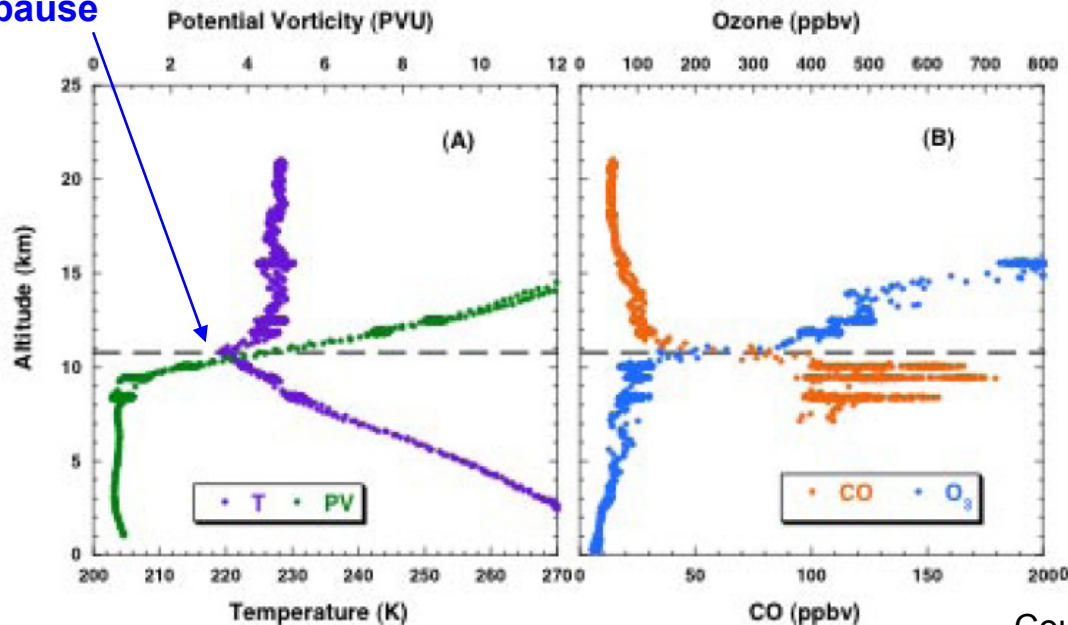 pause
Potential Vorticity (PVU)
0 2 4 6 8 10 12
Ozone (ppbv)
0 100 200 300 400 500 600 700 800
Altitude (km)
25
20
15
10
5
0
(A)
(B)
T PV
CO O3
200 210 220 230 240 250 260 270
0 50 100 150 2000
Temperature (K)
CO (ppbv)